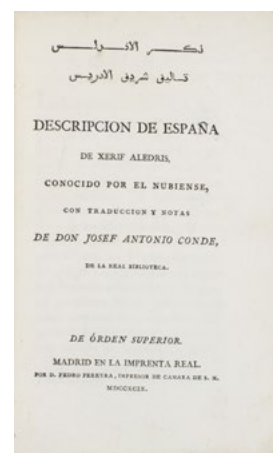 ذكر الاندلس
تاليف شريف الادريس
DESCRIPCION DE ESPAÑA
DE XERIF ALEDRIS,
CONOCIDO POR EL NUBIENSE,
CON TRADUCCION Y NOTAS
DE DON JOSEF ANTONIO CONDE,
DE LA REAL BIBLIOTECA.
DE ÓRDEN SUPERIOR.
MADRID EN LA IMPRENTA REAL.
POR D. PEDRO PEREYRA, IMPRESOR DE CÁMARA DE S. M.
MDCCXCIX.